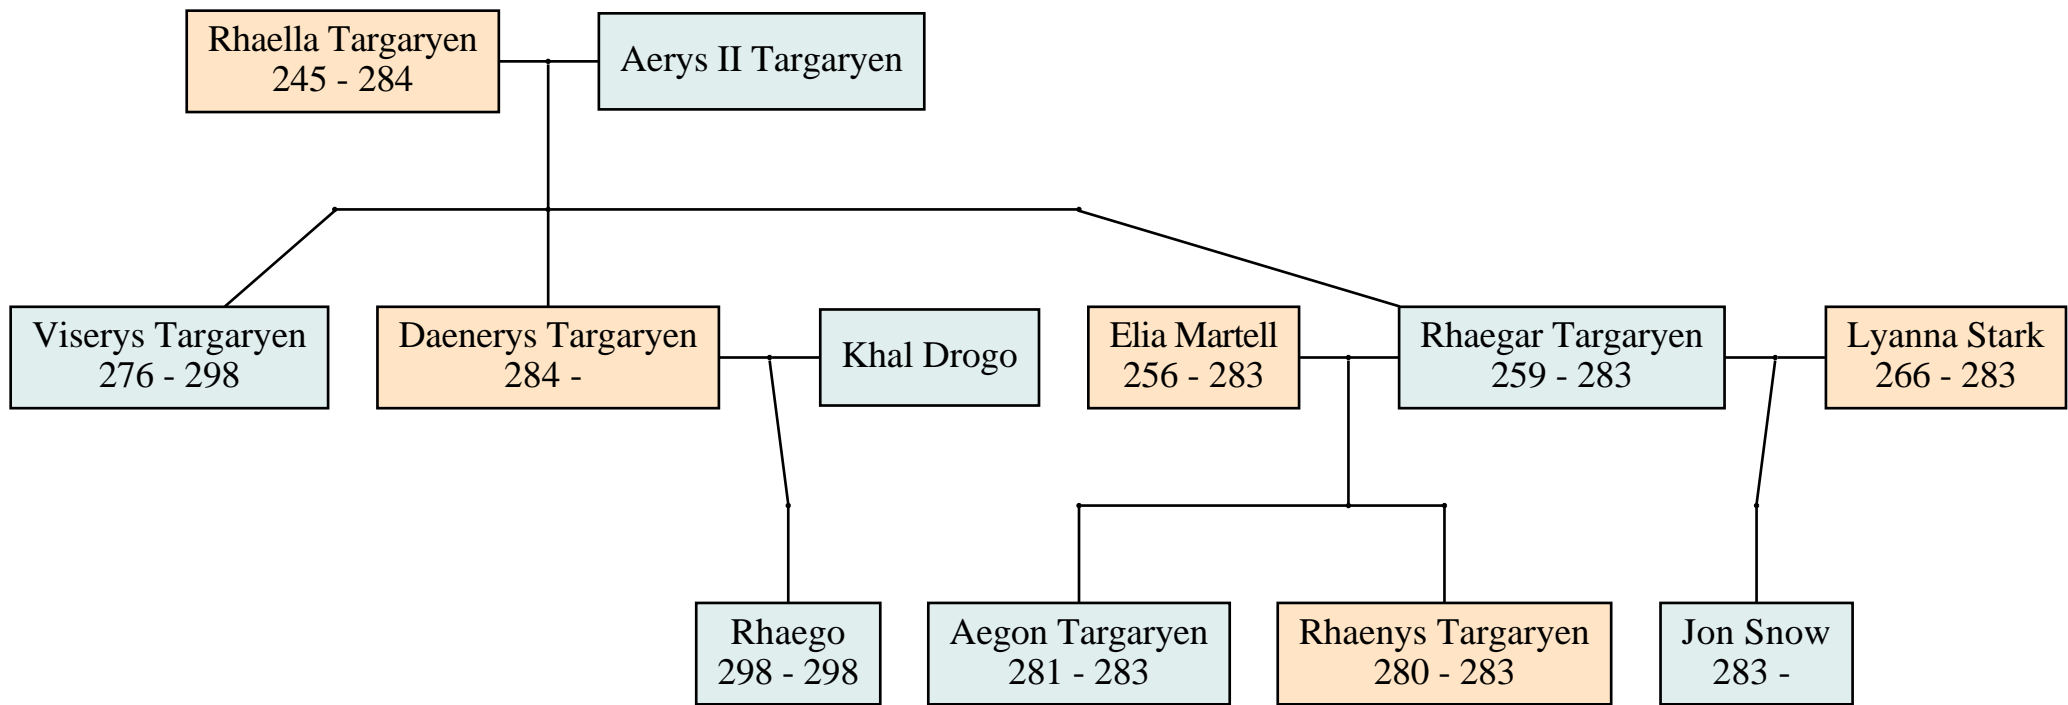 Rhaella Targaryen
245 - 284
Aerys II Targaryen
Viserys Targaryen
276 - 298
Daenerys Targaryen
284 -
Khal Drogo
Elia Martell
256 - 283
Rhaegar Targaryen
259 - 283
Lyanna Stark
266 - 283
Rhaego
298 - 298
Aegon Targaryen
281 - 283
Rhaenys Targaryen
280 - 283
Jon Snow
283 -